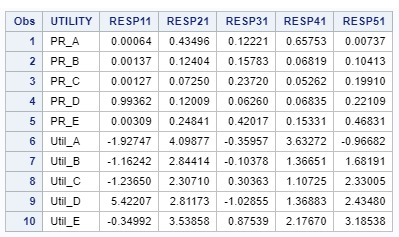 Obs UTILITY RESP11 RESP21 RESP31 RESP41 RESP51
1 PR_A 0.00064 0.43496 0.12221 0.65753 0.00737
2 PR_B 0.00137 0.12404 0.15783 0.06819 0.10413
3 PR_C 0.00127 0.07250 0.23720 0.05262 0.19910
4 PR_D 0.99362 0.12009 0.06260 0.06835 0.22109
5 PR_E 0.00309 0.24841 0.42017 0.15331 0.46831
6 Util_A -1.92747 4.09877 -0.35957 3.63272 -0.96682
7 Util_B -1.16242 2.84414 -0.10378 1.36651 1.68191
8 Util_C -1.23650 2.30710 0.30363 1.10725 2.33005
9 Util_D 5.42207 2.81173 -1.02855 1.36883 2.43480
10 Util_E -0.34992 3.53858 0.87539 2.17670 3.18538